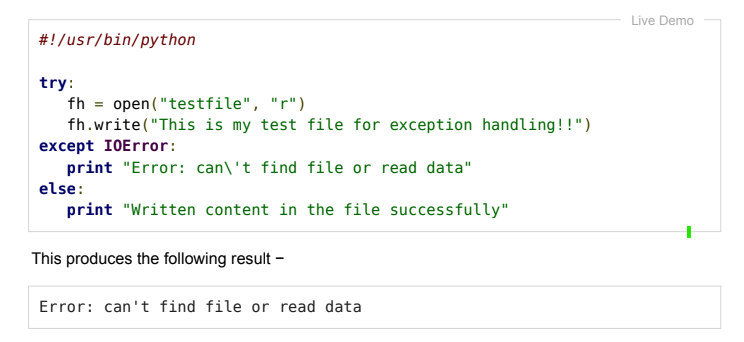 Live Demo
#!/usr/bin/python
try:
   fh = open("testfile", "r")
   fh.write("This is my test file for exception handling!!")
except IOError:
   print "Error: can\'t find file or read data"
else:
   print "Written content in the file successfully"
This produces the following result −
Error: can't find file or read data